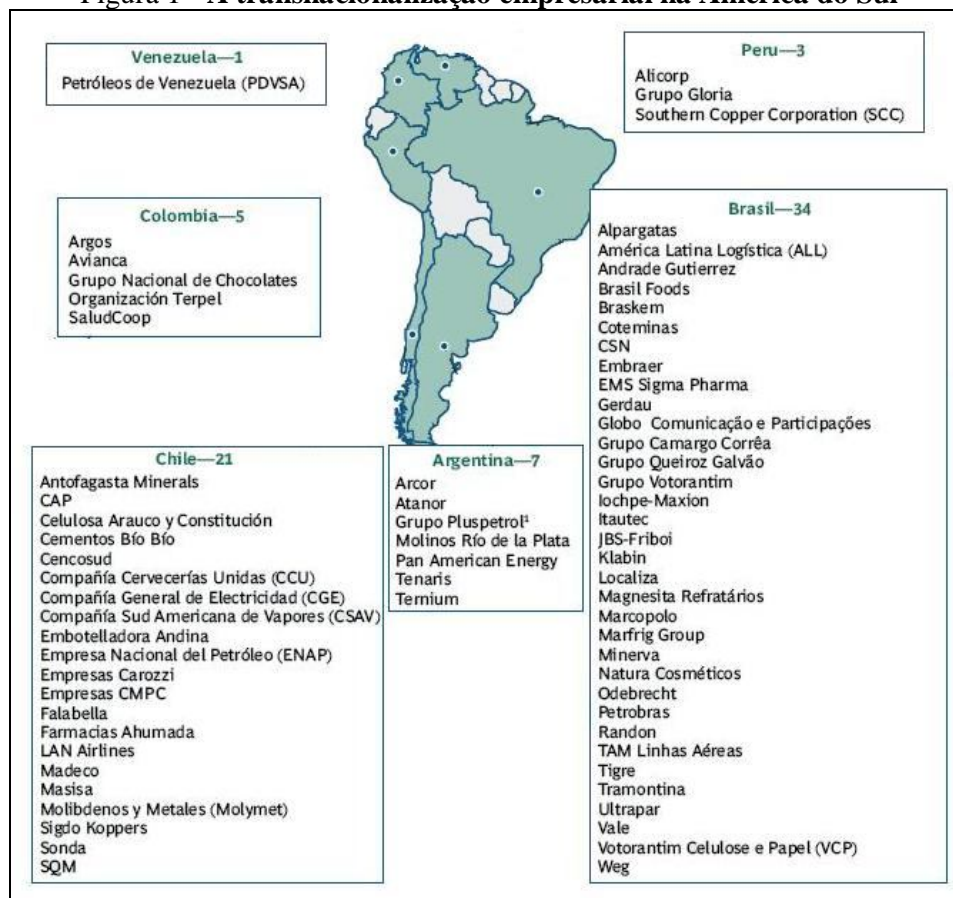 Figura 1 - A transnacionalização empresarial na América do Sul
Venezuela—1
Petróleos de Venezuela (PDVSA)
Peru—3
Alicorp
Grupo Gloria
Southern Copper Corporation (SCC)
Colombia—5
Argos
Avianca
Grupo Nacional de Chocolates
Organización Terpel
SaludCoop
Brasil—34
Alpargatas
América Latina Logística (ALL)
Andrade Gutierrez
Brasil Foods
Braskem
Coteminas
CSN
Embraer
EMS Sigma Pharma
Gerdau
Globo Comunicação e Participações
Grupo Camargo Corrêa
Grupo Queiroz Galvão
Grupo Votorantim
Iochpe-Maxion
Itautec
JBS-Friboi
Klabin
Localiza
Magnesita Refratários
Marcopolo
Marfrig Group
Minerva
Natura Cosméticos
Odebrecht
Petrobras
Randon
TAM Linhas Aéreas
Tigre
Tramontina
Ultrapar
Vale
Votorantim Celulose e Papel (VCP)
Weg
Chile—21
Antofagasta Minerals
CAP
Celulosa Arauco y Constitución
Cementos Bío Bío
Cencosud
Compañía Cervecerías Unidas (CCU)
Compañía General de Electricidad (CGE)
Compañía Sud Americana de Vapores (CSAV)
Embotelladora Andina
Empresa Nacional del Petróleo (ENAP)
Empresas Carozzi
Empresas CMPC
Falabella
Farmacias Ahumada
LAN Airlines
Madeco
Masisa
Molibdenos y Metales (Molymet)
Sigdo Koppers
Sonda
SQM
Argentina—7
Arcor
Atanor
Grupo Pluspetrol¹
Molinos Río de la Plata
Pan American Energy
Tenaris
Ternium